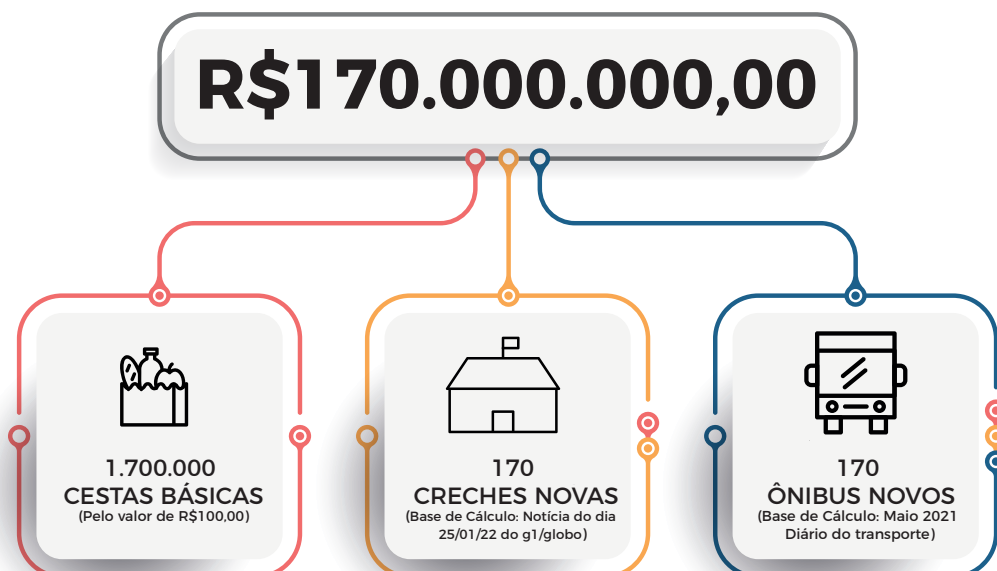 R$170.000.000,00
1.700.000
CESTAS BÁSICAS
(Pelo valor de R$100,00)
170
CRECHES NOVAS
(Base de Cálculo: Notícia do dia
25/01/22 do g1/globo)
170
ÔNIBUS NOVOS
(Base de Cálculo: Maio 2021
Diário do transporte)